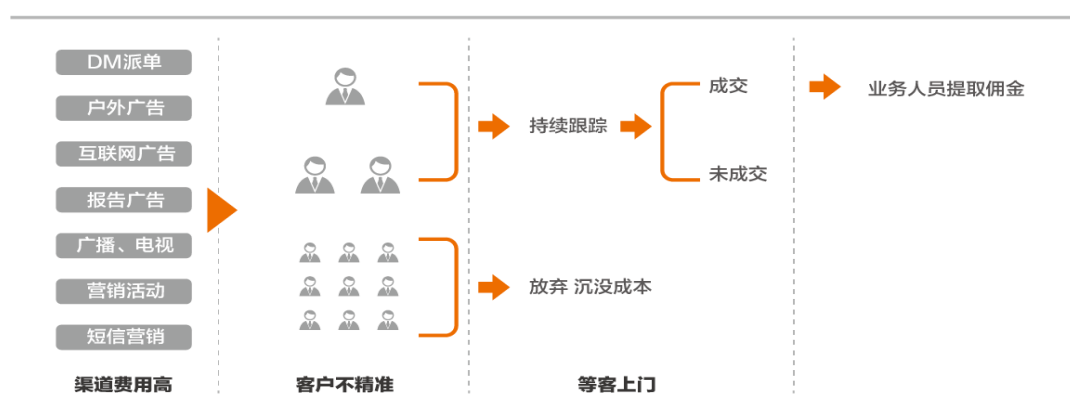 DM派单
户外广告
互联网广告
报告广告
广播、电视
营销活动
短信营销
渠道费用高
客户不精准
持续跟踪
成交
未成交
放弃 沉没成本
等客上门
业务人员提取佣金